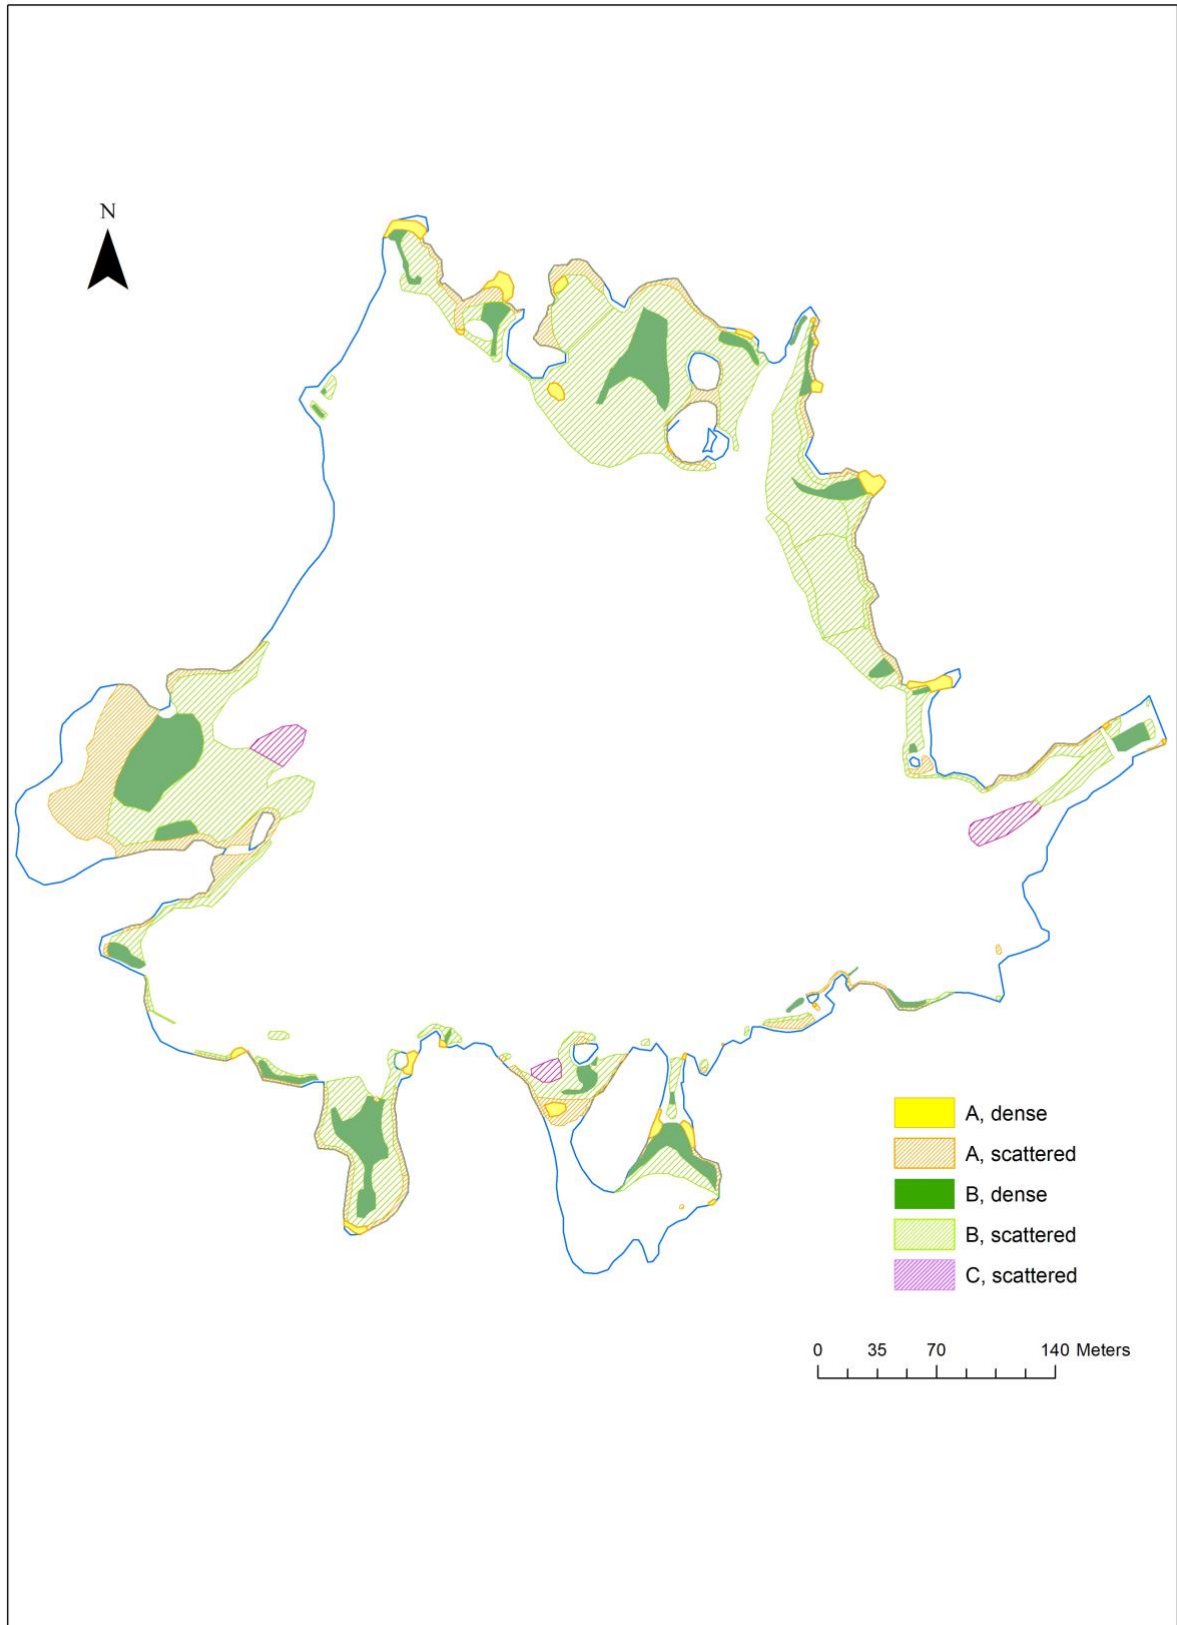 N
A, dense
A, scattered
B, dense
B, scattered
C, scattered
0 35 70 140 Meters